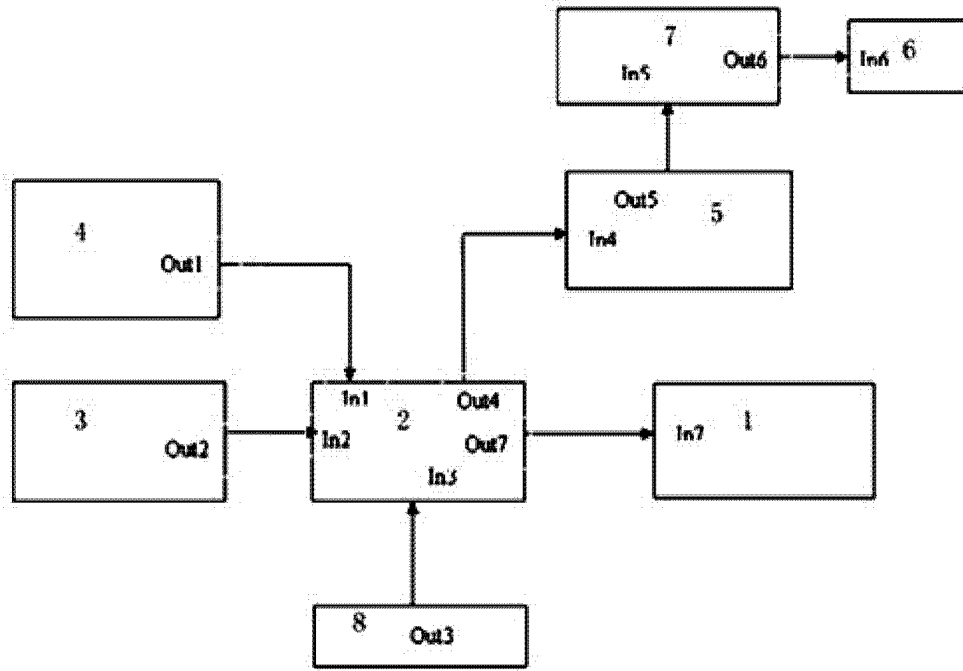 7
In5 Out6
In6 6
Out5 5
In4
4
Out1
3
Out2
In1 2 Out4
In2 Out7
In3
In7 1
8 Out3